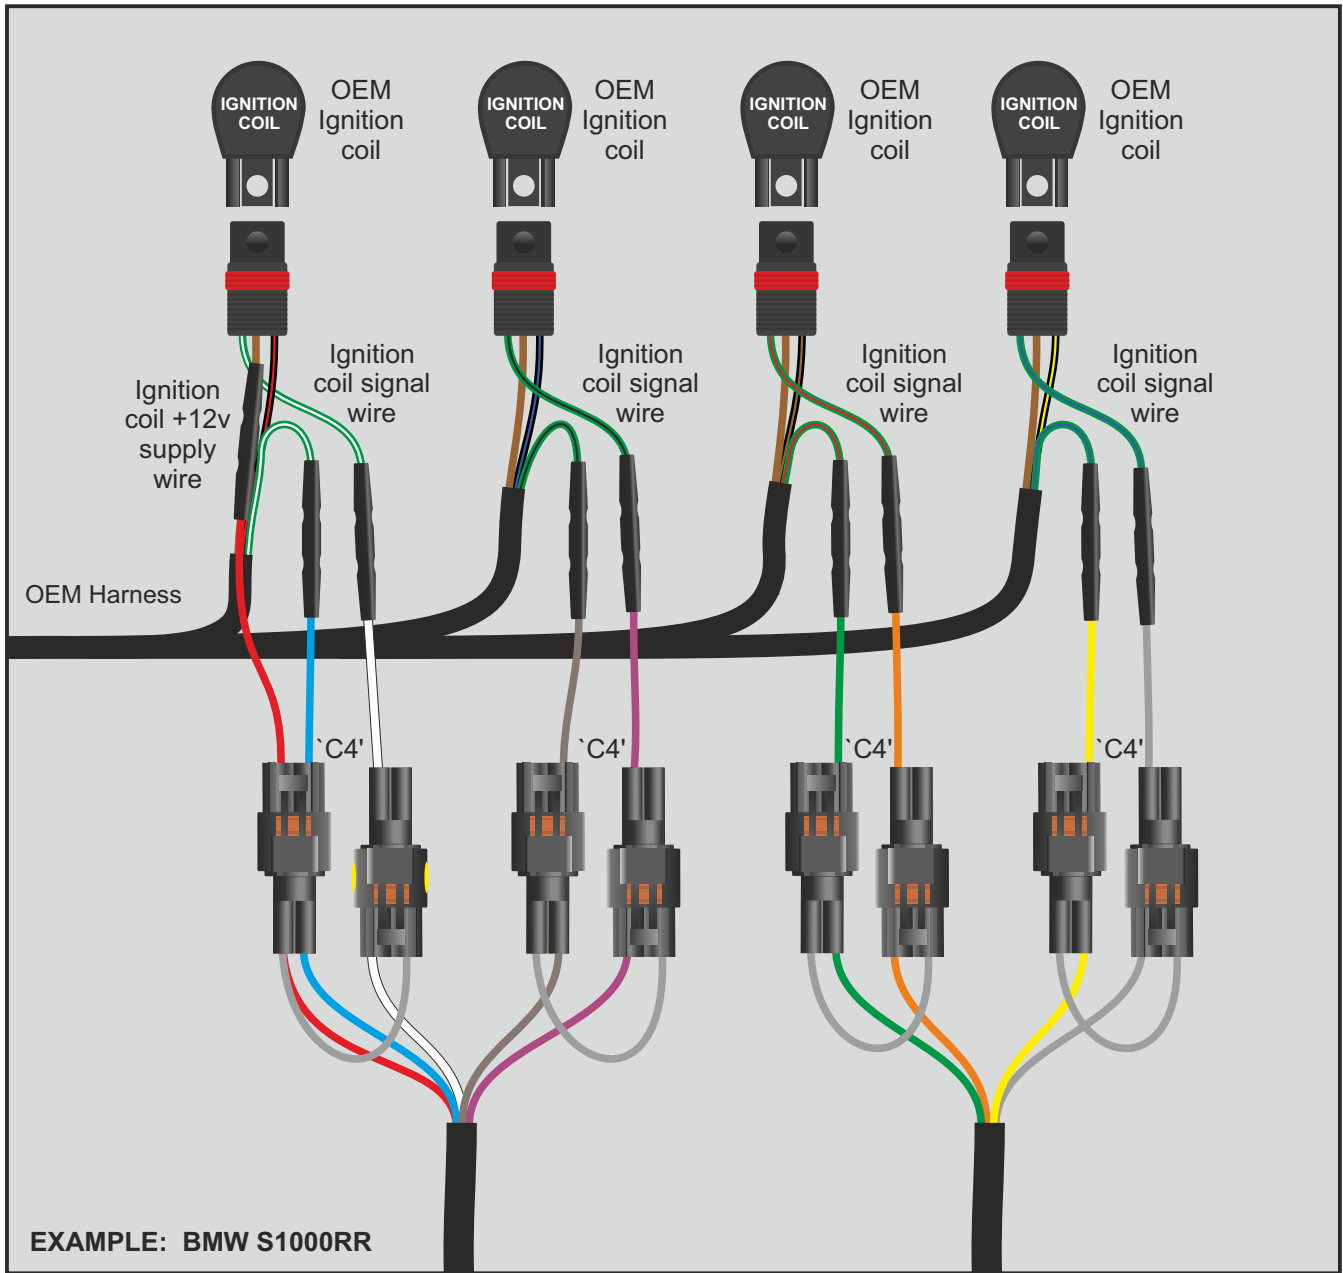 IGNITION
COIL
OEM
Ignition
coil
IGNITION
COIL
OEM
Ignition
coil
IGNITION
COIL
OEM
Ignition
coil
IGNITION
COIL
OEM
Ignition
coil
Ignition
coil +12v
supply
wire
Ignition
coil signal
wire
Ignition
coil signal
wire
Ignition
coil signal
wire
Ignition
coil signal
wire
OEM Harness
`C4'
`C4'
`C4'
`C4'
EXAMPLE: BMW S1000RR